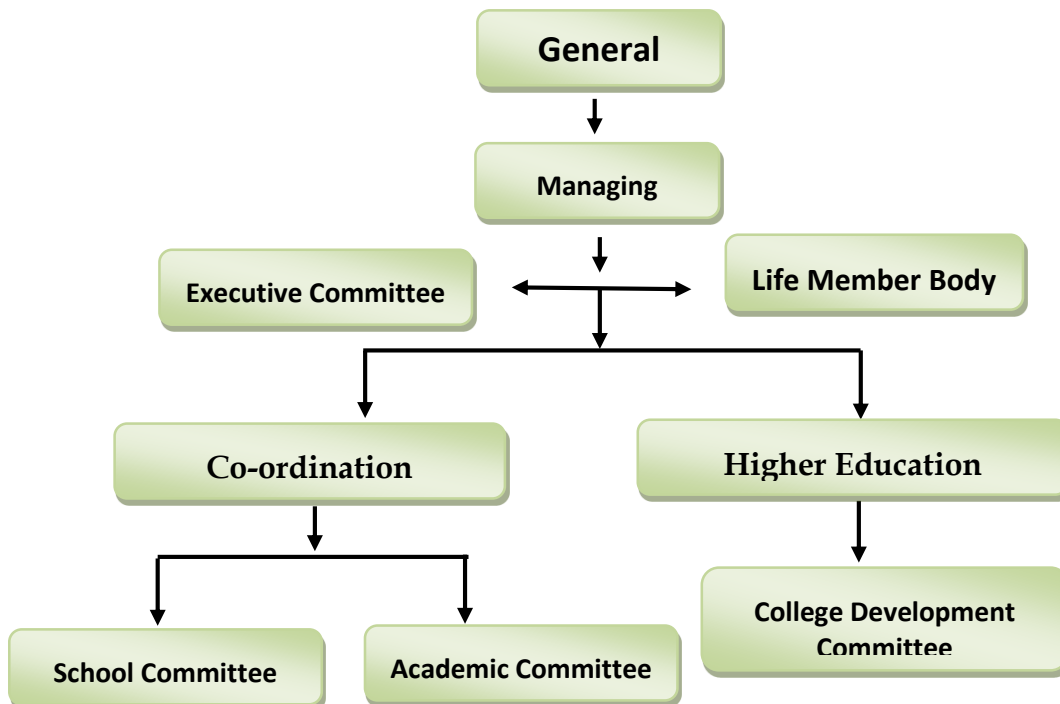 General
Managing
Executive Committee
Life Member Body
Co-ordination
Higher Education
School Committee
Academic Committee
College Development
Committee